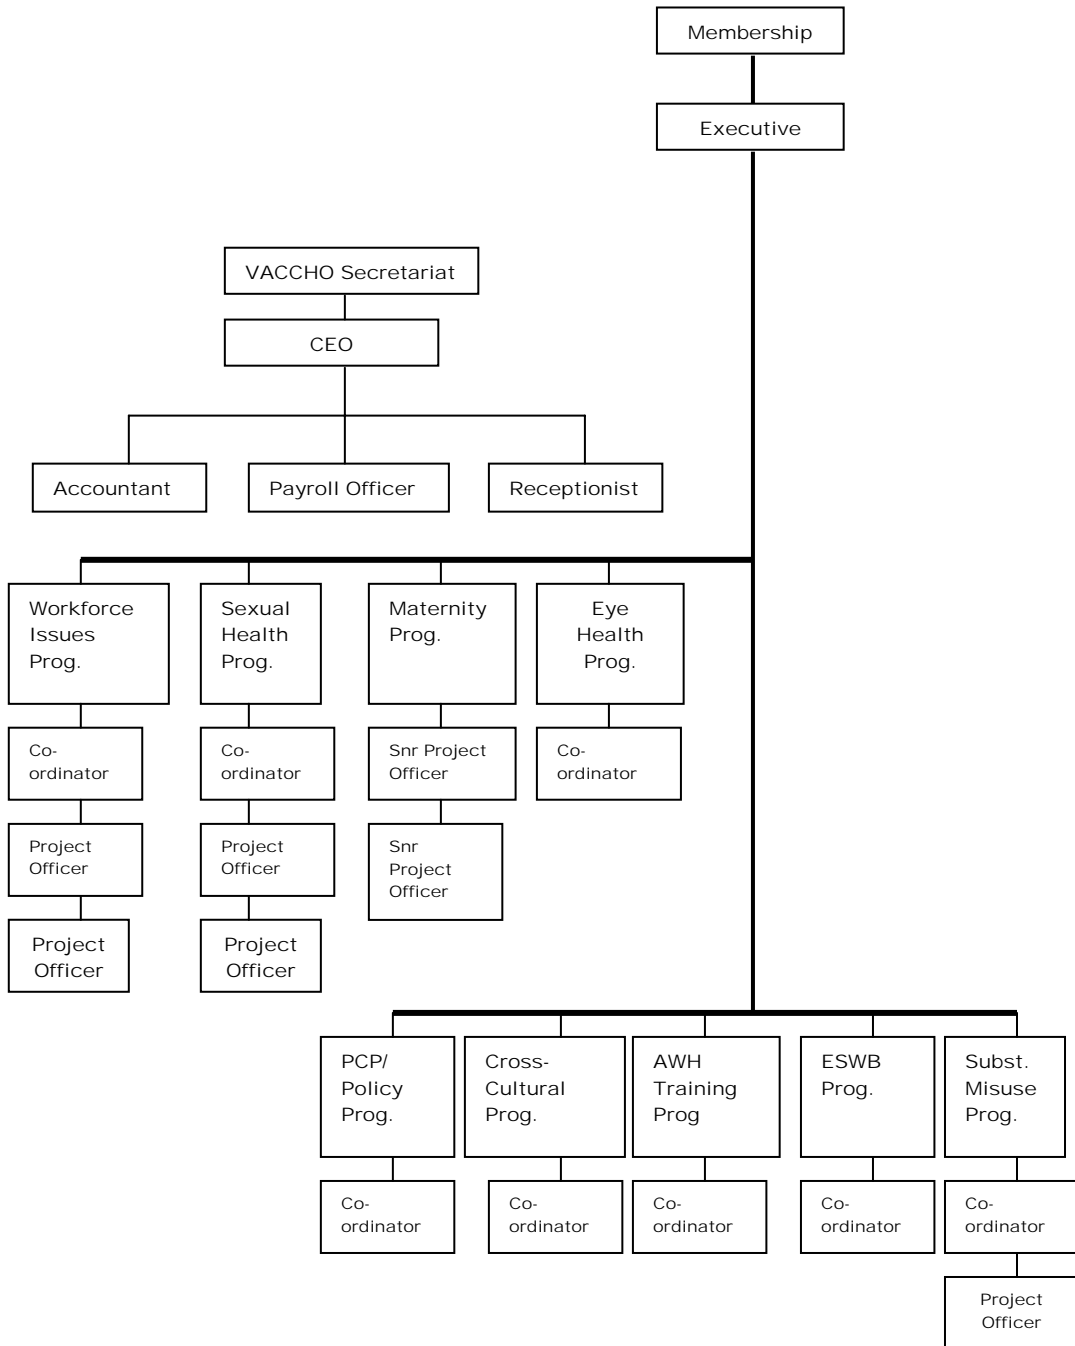 Membership
Executive
VACCHO Secretariat
CEO
Accountant
Payroll Officer
Receptionist
Workforce
Issues
Prog.
Sexual
Health
Prog.
Maternity
Prog.
Eye
Health
Prog.
Co-
ordinator
Co-
ordinator
Snr Project
Officer
Co-
ordinator
Project
Officer
Project
Officer
Snr
Project
Officer
Project
Officer
Project
Officer
PCP/
Policy
Prog.
Cross-
Cultural
Prog.
AWH
Training
Prog
ESWB
Prog.
Subst.
Misuse
Prog.
Co-
ordinator
Co-
ordinator
Co-
ordinator
Co-
ordinator
Co-
ordinator
Project
Officer